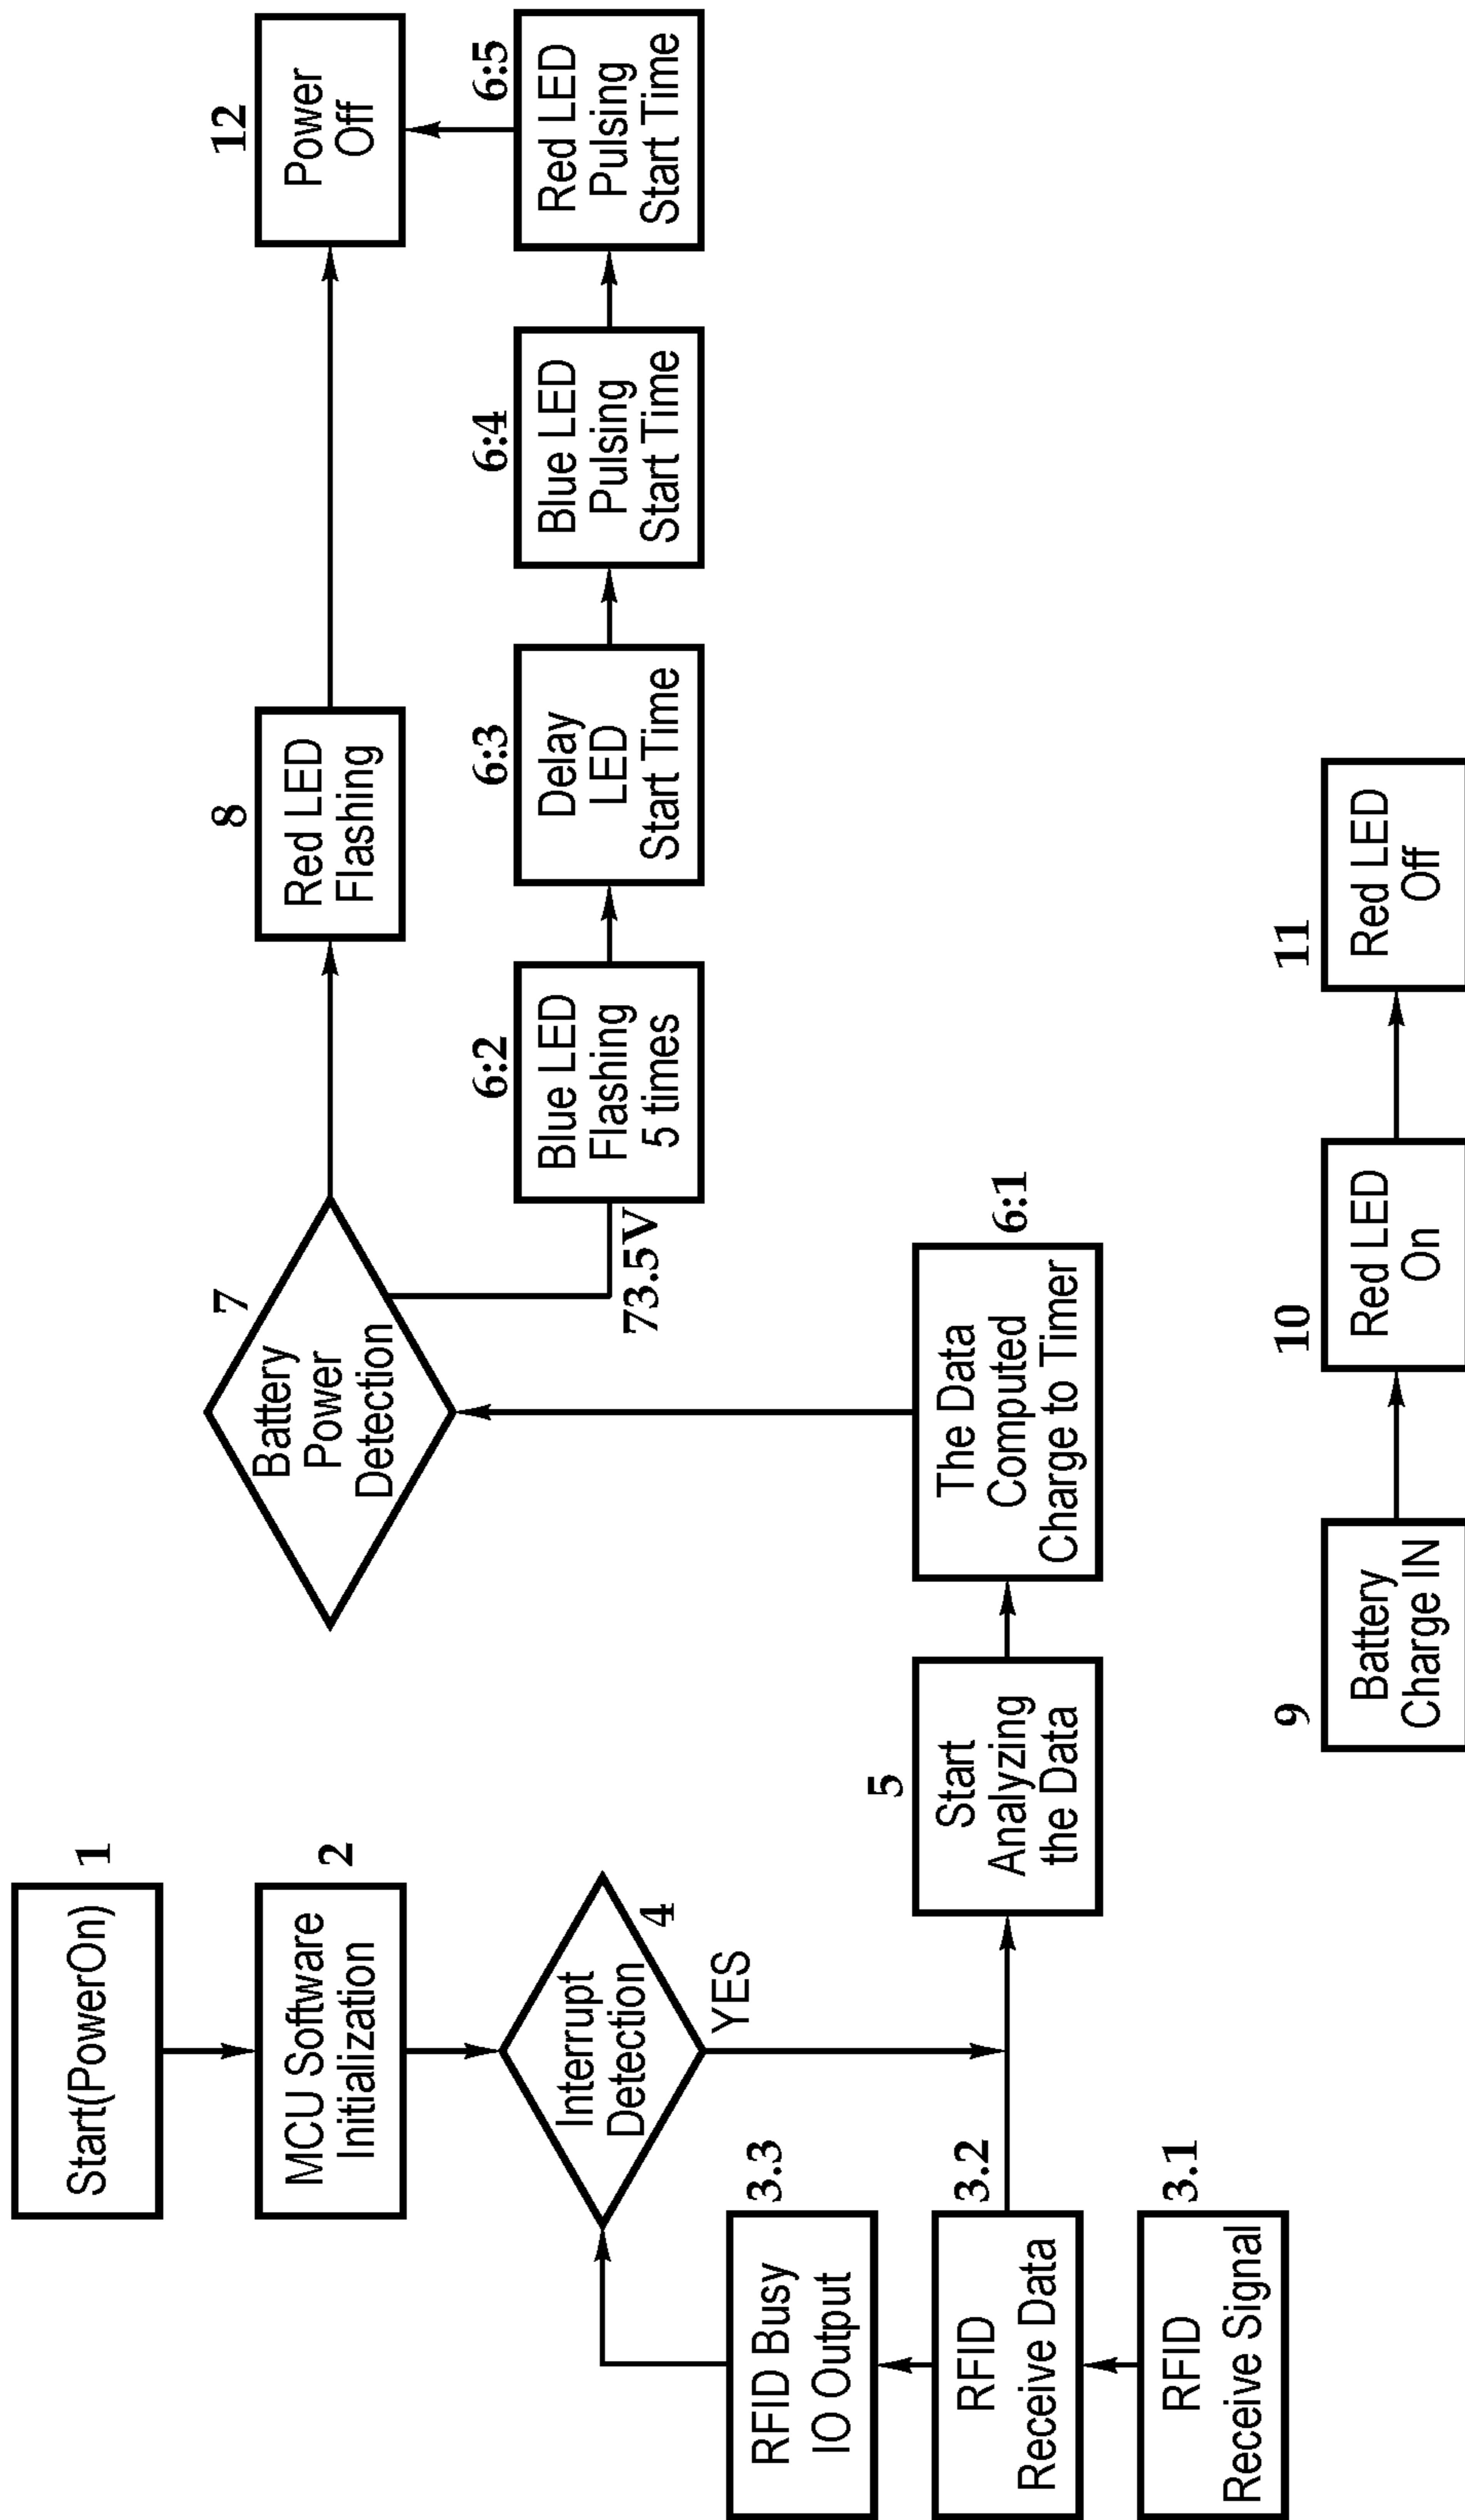 1
Start(PowerOn)
2
MCU Software
Initialization
4
Interrupt
Detection
YES
3.3
RFID Busy
IO Output
3.2
RFID
Receive Data
3.1
RFID
Receive Signal
5
Start
Analyzing
the Data
6:1
The Data
Computed
Charge to Timer
7
Battery
Power
Detection
73.5V
8
Red LED
Flashing
12
Power
Off
6:2
Blue LED
Flashing
5 times
6:3
Delay
LED
Start Time
6:4
Blue LED
Pulsing
Start Time
6:5
Red LED
Pulsing
Start Time
9
Battery
Charge IN
10
Red LED
On
11
Red LED
Off